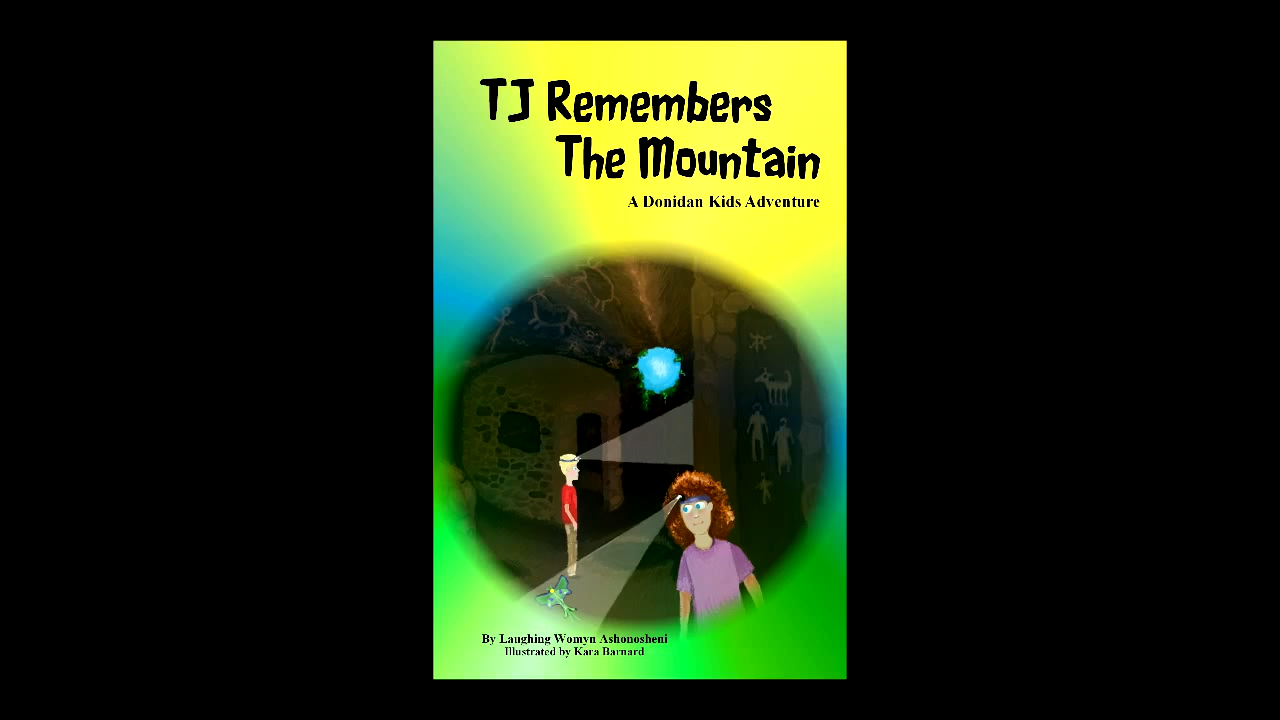 TJ Remembers
The Mountain
A Donidan Kids Adventure
By Laughing Womyn Ashonosheni
Illustrated by Kara Barnard